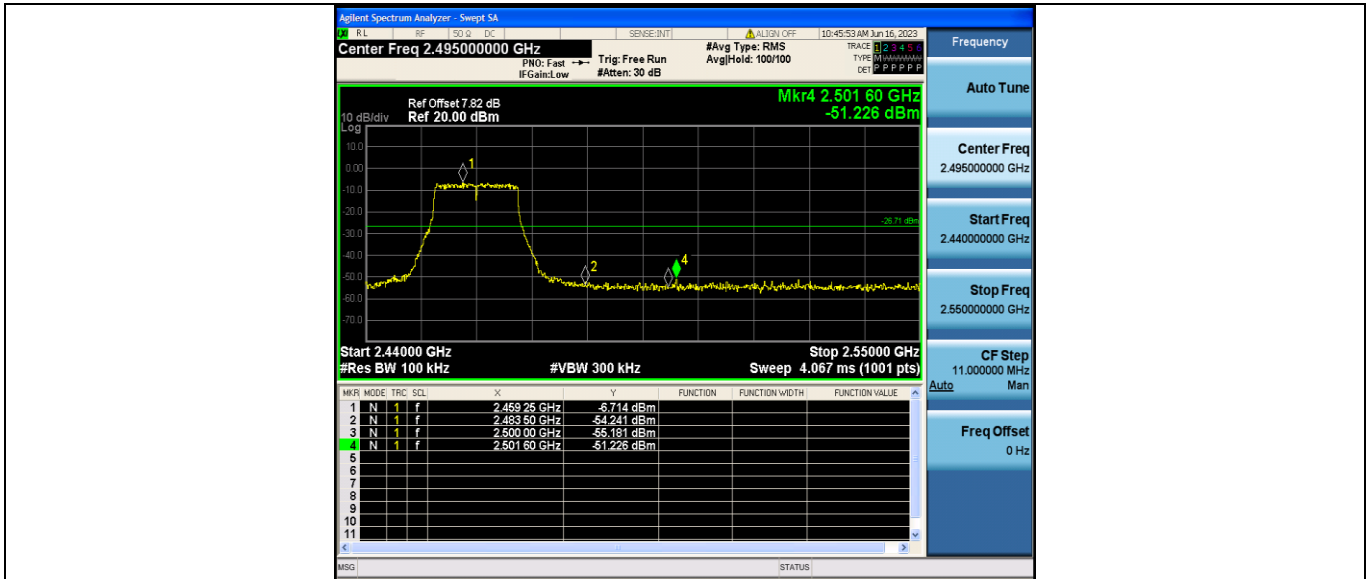 Agilent Spectrum Analyzer - Swept SA
LXI RL RF 50 Ω DC SENSE:INT ALIGN OFF 10:45:53 AM Jun 16, 2023
Center Freq 2.495000000 GHz
PNO: Fast
IFGain:Low
Trig: Free Run
#Atten: 30 dB
#Avg Type: RMS
Avg|Hold: 100/100
TRACE 1 2 3 4 5 6
TYPE M WWWWW
DET P P P P P P
Ref Offset 7.82 dB
10 dB/div Ref 20.00 dBm
Log
Mkr4 2.501 60 GHz
-51.226 dBm
10.0
0.00
-10.0
-20.0
-30.0
-40.0
-50.0
-60.0
-70.0
1
2
4
-26.71 dBm
Start 2.44000 GHz Stop 2.55000 GHz
#Res BW 100 kHz #VBW 300 kHz Sweep 4.067 ms (1001 pts)
MKR MODE TRC SCL X Y FUNCTION FUNCTION WIDTH FUNCTION VALUE
1 N 1 f 2.459 25 GHz -6.714 dBm
2 N 1 f 2.483 50 GHz -54.241 dBm
3 N 1 f 2.500 00 GHz -55.181 dBm
4 N 1 f 2.501 60 GHz -51.226 dBm
5
6
7
8
9
10
11
MSG STATUS
Frequency
Auto Tune
Center Freq
2.495000000 GHz
Start Freq
2.440000000 GHz
Stop Freq
2.550000000 GHz
CF Step
11.000000 MHz
Auto Man
Freq Offset
0 Hz